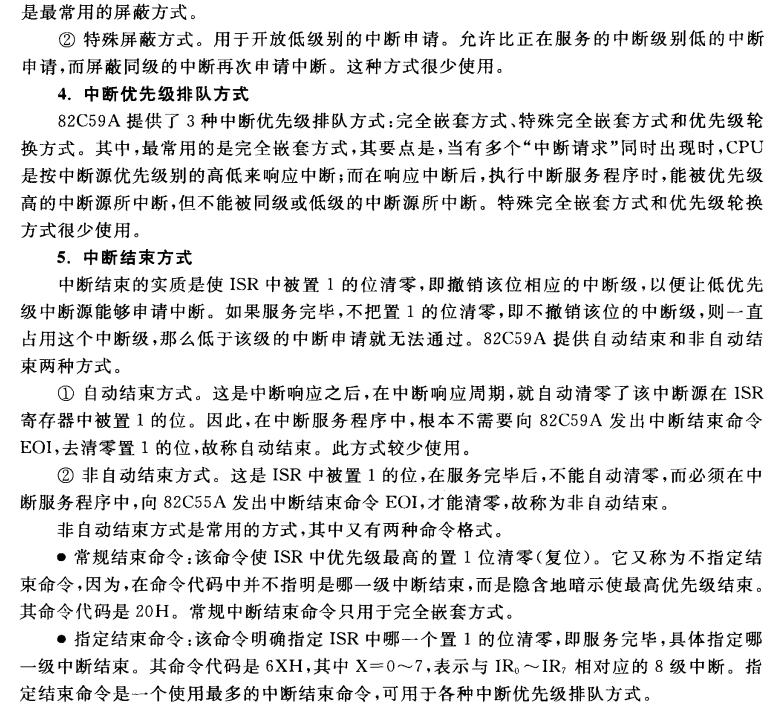 是最常用的屏蔽方式。
② 特殊屏蔽方式。用于开放低级别的中断申请。允许比正在服务的中断级别低的中断
申请,而屏蔽同级的中断再次申请中断。这种方式很少使用。
4. 中断优先级排队方式
82C59A 提供了 3 种中断优先级排队方式:完全嵌套方式、特殊完全嵌套方式和优先级轮
换方式。其中,最常用的是完全嵌套方式,其要点是,当有多个“中断请求”同时出现时,CPU
是按中断源优先级别的高低来响应中断;而在响应中断后,执行中断服务程序时,能被优先级
高的中断源所中断,但不能被同级或低级的中断源所中断。特殊完全嵌套方式和优先级轮换
方式很少使用。
5. 中断结束方式
中断结束的实质是使 ISR 中被置 1 的位清零,即撤销该位相应的中断级,以便让低优先
级中断源能够申请中断。如果服务完毕,不把置 1 的位清零,即不撤销该位的中断级,则一直
占用这个中断级,那么低于该级的中断申请就无法通过。82C59A 提供自动结束和非自动结
束两种方式。
① 自动结束方式。这是中断响应之后,在中断响应周期,就自动清零了该中断源在 ISR
寄存器中被置 1 的位。因此,在中断服务程序中,根本不需要向 82C59A 发出中断结束命令
EOI,去清零置 1 的位,故称自动结束。此方式较少使用。
② 非自动结束方式。这是 ISR 中被置 1 的位,在服务完毕后,不能自动清零,而必须在中
断服务程序中,向 82C55A 发出中断结束命令 EOI,才能清零,故称为非自动结束。
非自动结束方式是常用的方式,其中又有两种命令格式。
● 常规结束命令:该命令使 ISR 中优先级最高的置 1 位清零(复位)。它又称为不指定结
束命令,因为,在命令代码中并不指明是哪一级中断结束,而是隐含地暗示使最高优先级结束。
其命令代码是 20H。常规中断结束命令只用于完全嵌套方式。
● 指定结束命令:该命令明确指定 ISR 中哪一个置 1 的位清零,即服务完毕,具体指定哪
一级中断结束。其命令代码是 6XH,其中 X=0~7,表示与 IR₀~IR₇ 相对应的 8 级中断。指
定结束命令是一个使用最多的中断结束命令,可用于各种中断优先级排队方式。